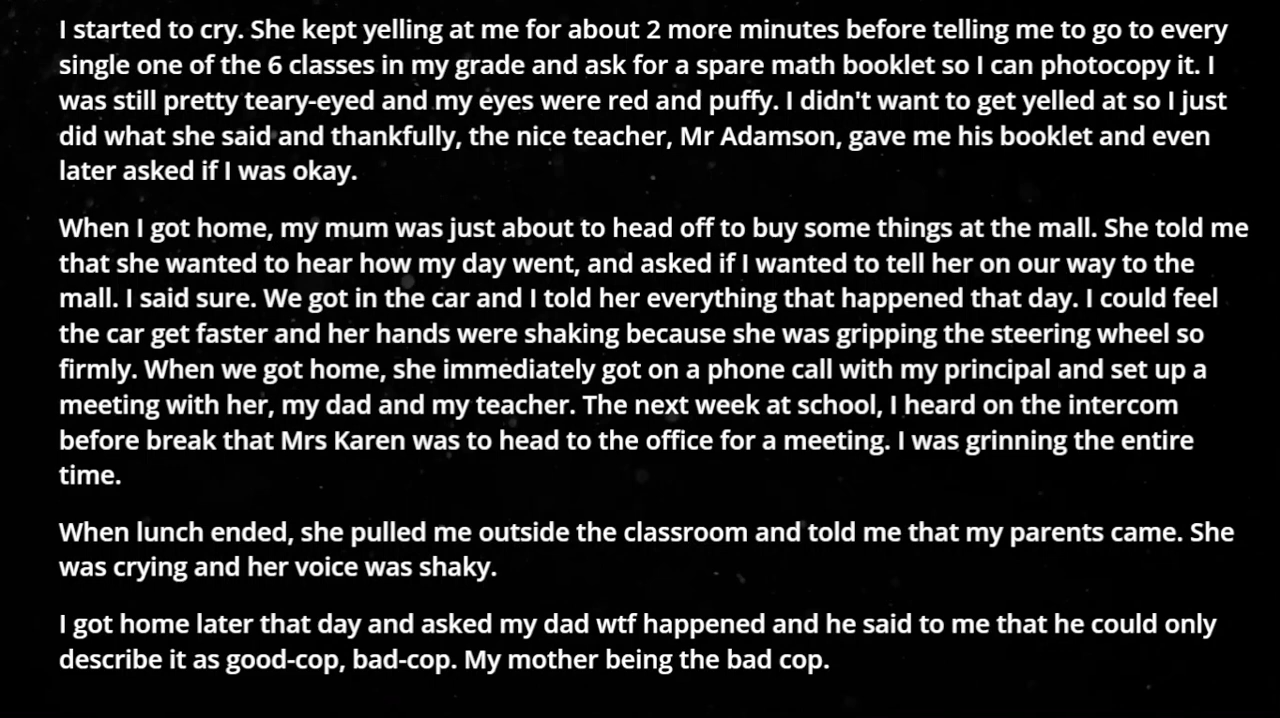 I started to cry. She kept yelling at me for about 2 more minutes before telling me to go to every
single one of the 6 classes in my grade and ask for a spare math booklet so I can photocopy it. I
was still pretty teary-eyed and my eyes were red and puffy. I didn't want to get yelled at so I just
did what she said and thankfully, the nice teacher, Mr Adamson, gave me his booklet and even
later asked if I was okay.
When I got home, my mum was just about to head off to buy some things at the mall. She told me
that she wanted to hear how my day went, and asked if I wanted to tell her on our way to the
mall. I said sure. We got in the car and I told her everything that happened that day. I could feel
the car get faster and her hands were shaking because she was gripping the steering wheel so
firmly. When we got home, she immediately got on a phone call with my principal and set up a
meeting with her, my dad and my teacher. The next week at school, I heard on the intercom
before break that Mrs Karen was to head to the office for a meeting. I was grinning the entire
time.
When lunch ended, she pulled me outside the classroom and told me that my parents came. She
was crying and her voice was shaky.
I got home later that day and asked my dad wtf happened and he said to me that he could only
describe it as good-cop, bad-cop. My mother being the bad cop.